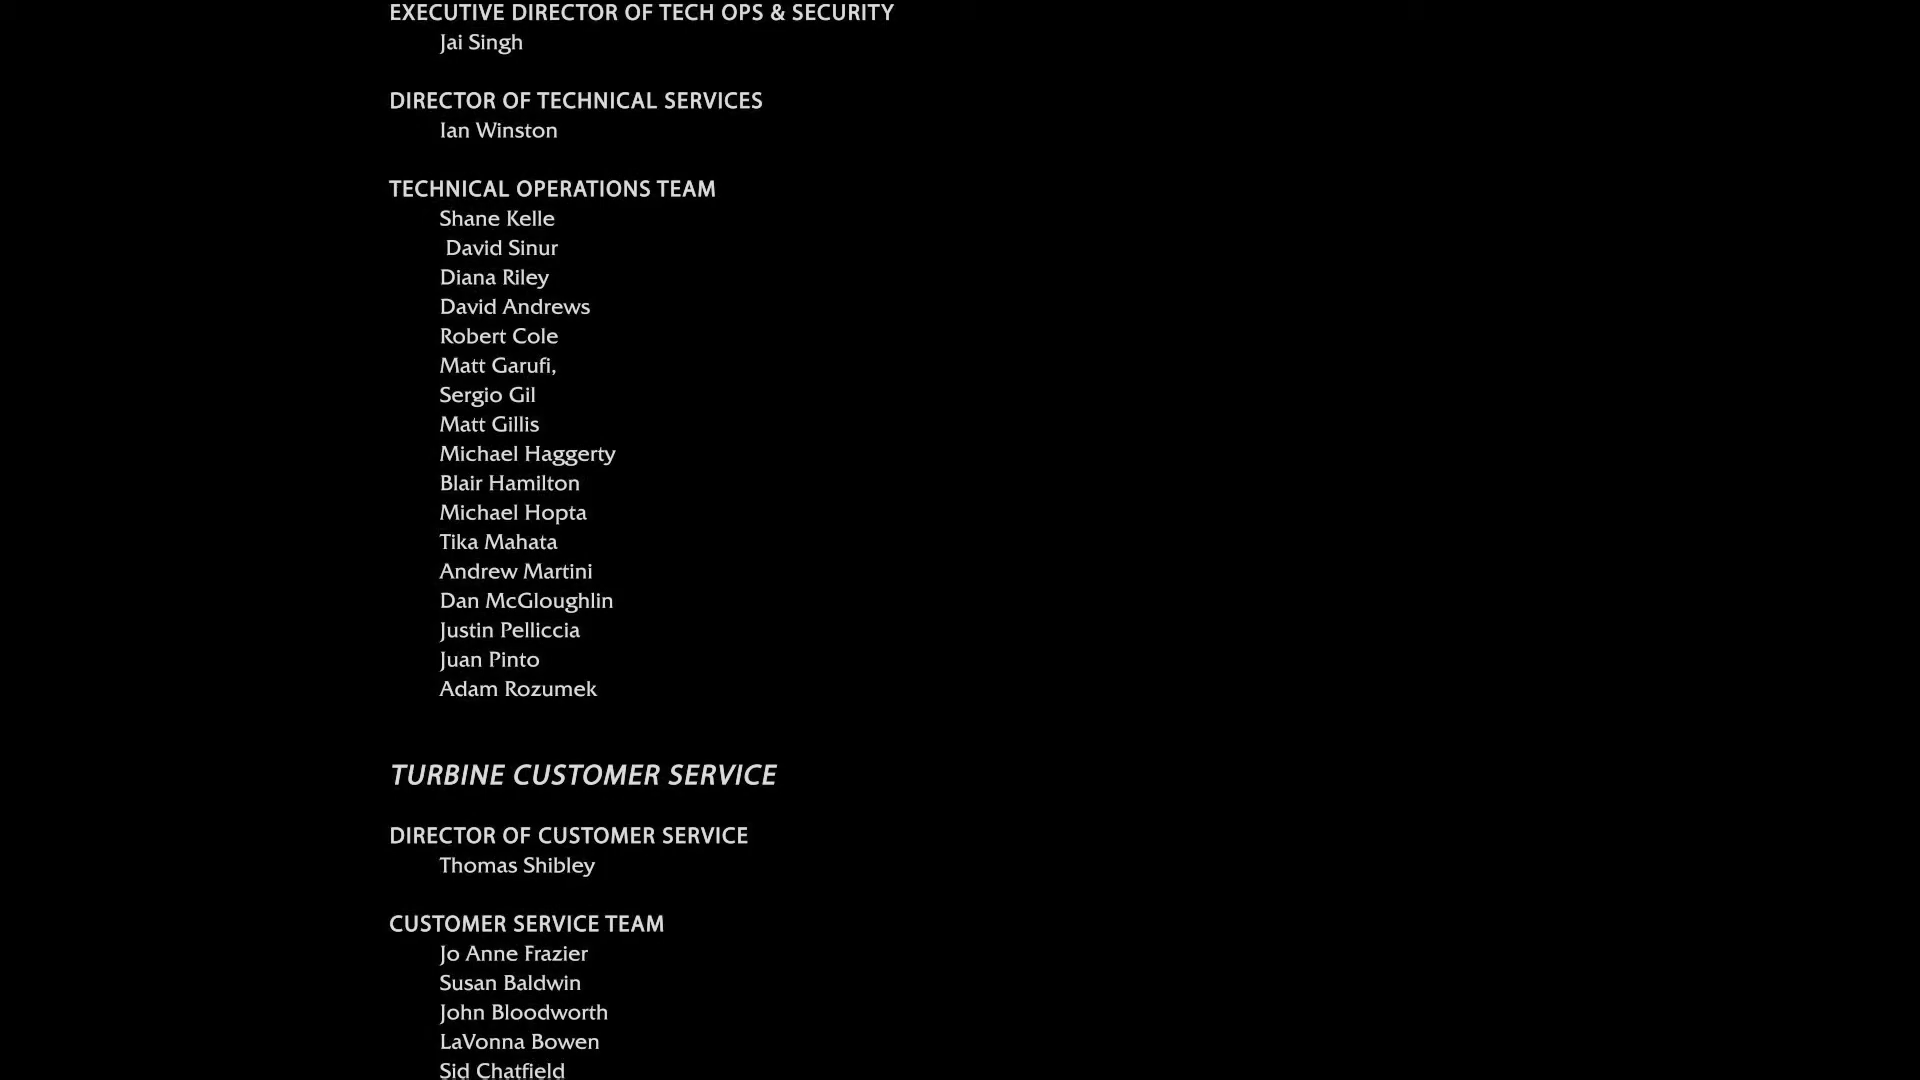 EXECUTIVE DIRECTOR OF TECH OPS & SECURITY
Jai Singh
DIRECTOR OF TECHNICAL SERVICES
Ian Winston
TECHNICAL OPERATIONS TEAM
Shane Kelle
David Sinur
Diana Riley
David Andrews
Robert Cole
Matt Garufi,
Sergio Gil
Matt Gillis
Michael Haggerty
Blair Hamilton
Michael Hopta
Tika Mahata
Andrew Martini
Dan McGloughlin
Justin Pelliccia
Juan Pinto
Adam Rozumek
TURBINE CUSTOMER SERVICE
DIRECTOR OF CUSTOMER SERVICE
Thomas Shibley
CUSTOMER SERVICE TEAM
Jo Anne Frazier
Susan Baldwin
John Bloodworth
LaVonna Bowen
Sid Chatfield